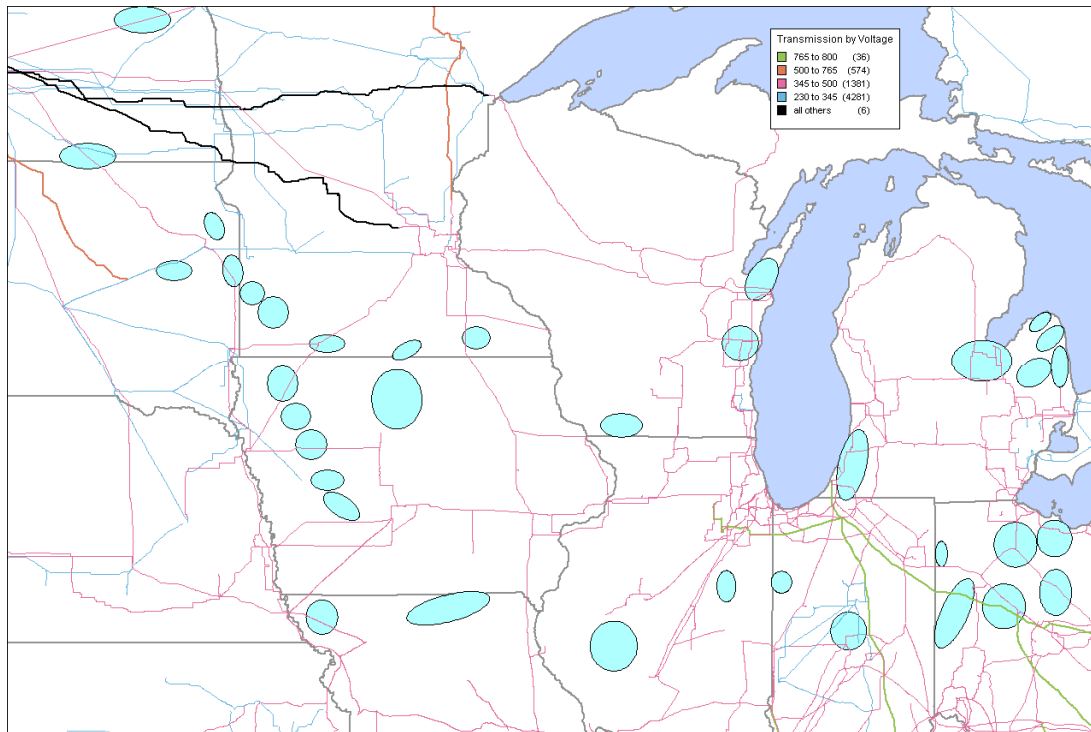 Transmission by Voltage
765 to 800 (36)
500 to 765 (574)
345 to 500 (1381)
230 to 345 (4281)
all others (6)